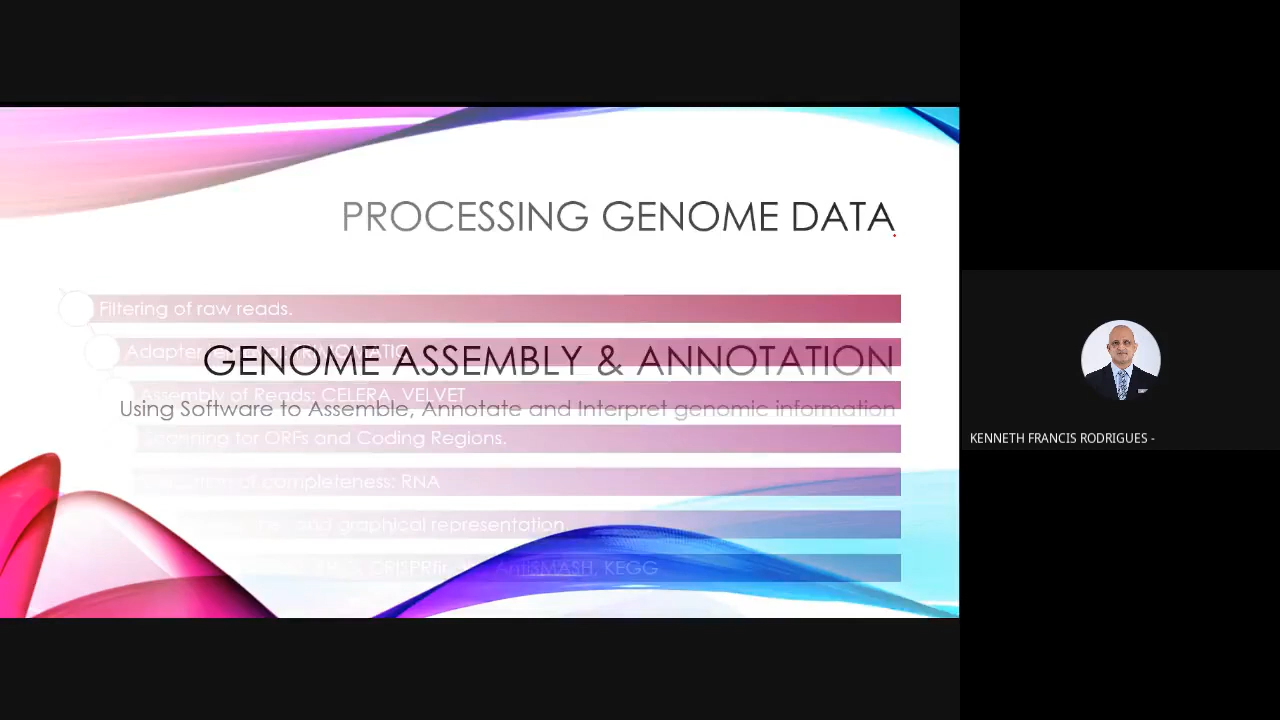 PROCESSING GENOME DATA
Filtering of raw reads.
Adapter
GENOME ASSEMBLY & ANNOTATION
Assembly of Reads: CELERA, VELVET
Using Software to Assemble, Annotate and Interpret genomic information
Scanning for ORFs and Coding Regions.
of completeness: RNA
and graphical representation.
AntiSMASH, KEGG
KENNETH FRANCIS RODRIGUES -